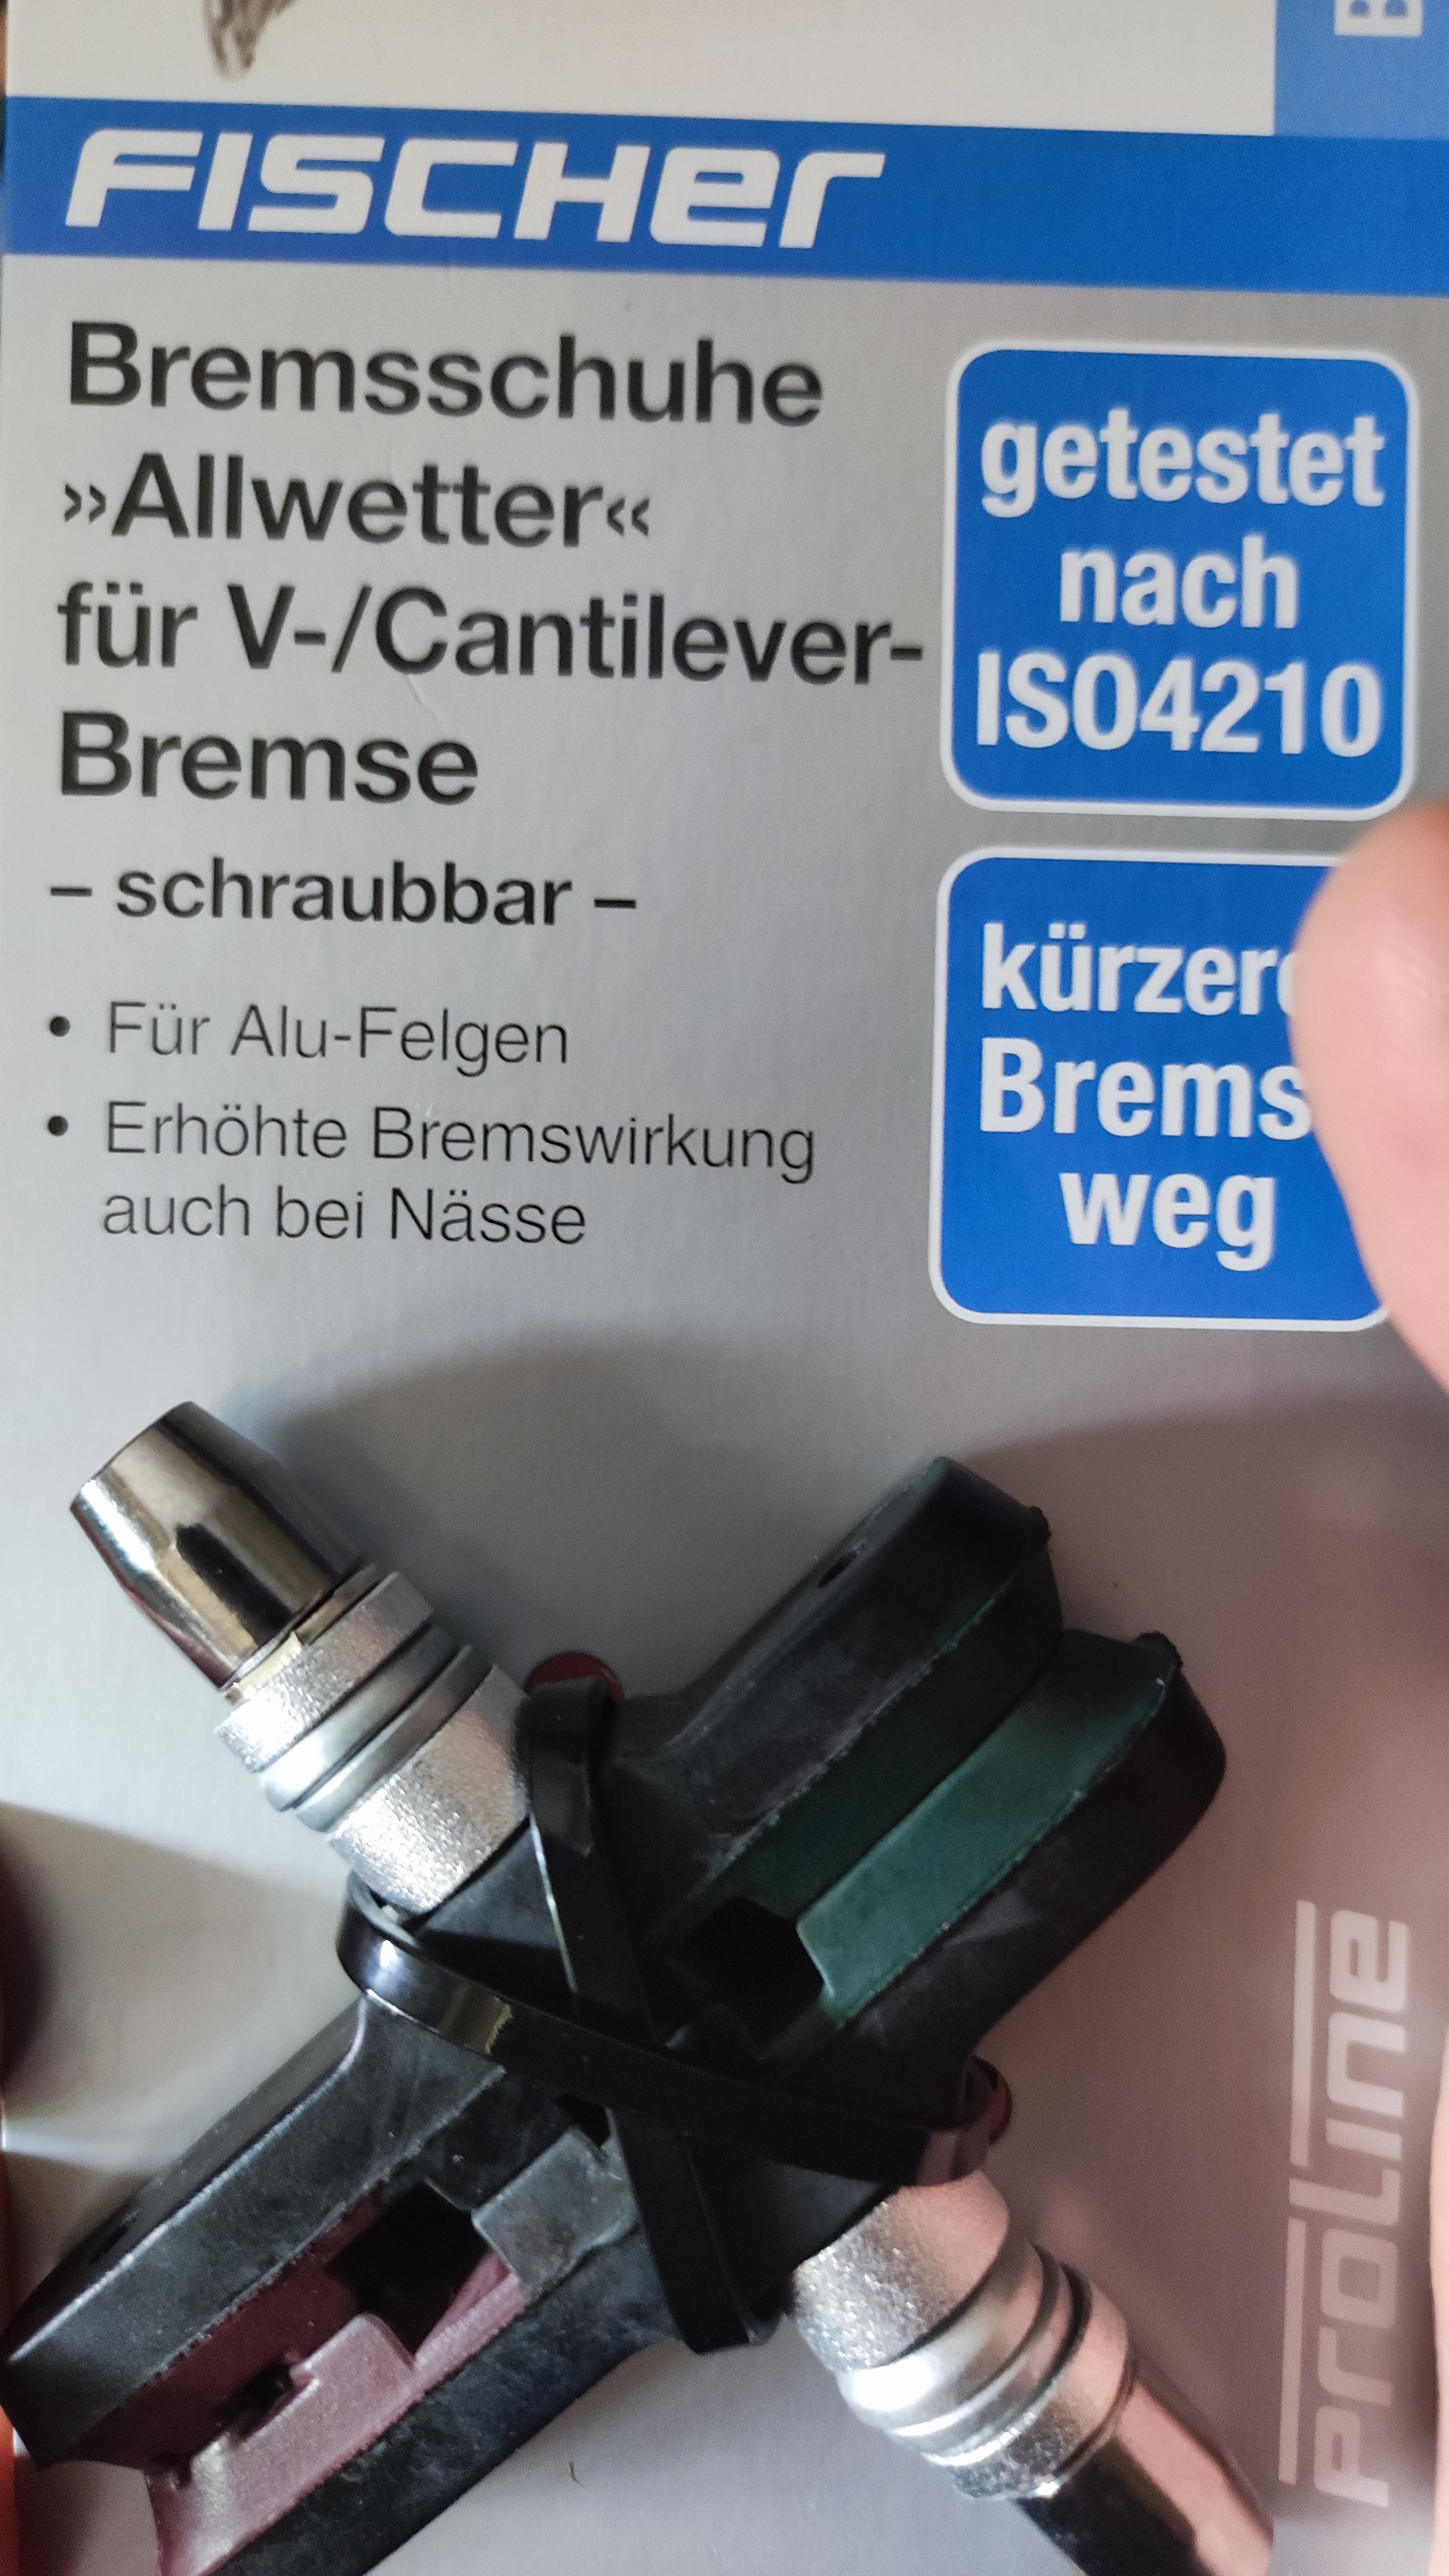 FISCHER
Bremsschuhe
»Allwetter«
für V-/Cantilever-
Bremse
– schraubbar –
• Für Alu-Felgen
• Erhöhte Bremswirkung
auch bei Nässe
getestet
nach
ISO4210
weg
PROLINE